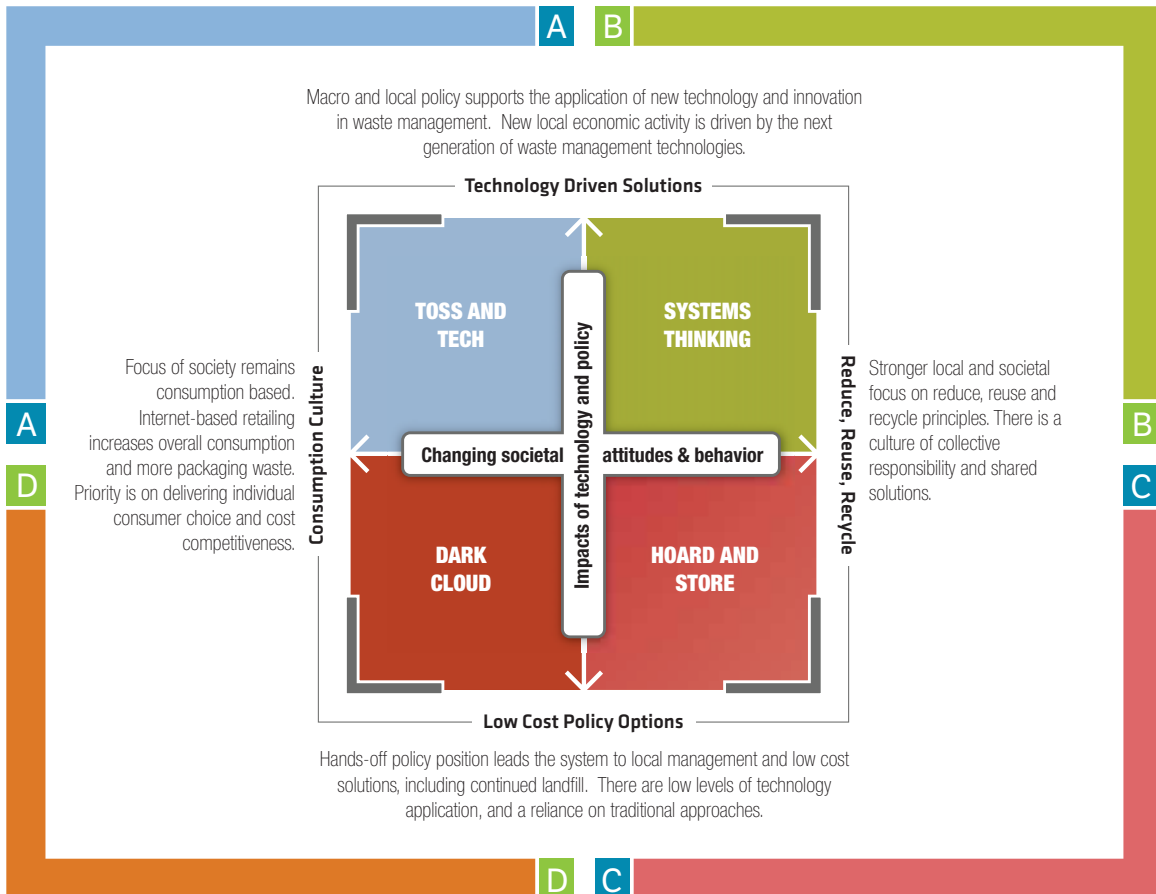 A B
Macro and local policy supports the application of new technology and innovation
in waste management.  New local economic activity is driven by the next
generation of waste management technologies.
Technology Driven Solutions
TOSS AND
TECH
SYSTEMS
THINKING
Consumption Culture
Focus of society remains
consumption based.
Internet-based retailing
increases overall consumption
and more packaging waste.
Priority is on delivering individual
consumer choice and cost
competitiveness.
A
D
Impacts of technology and policy
Changing societal attitudes & behavior
Reduce, Reuse, Recycle
Stronger local and societal
focus on reduce, reuse and
recycle principles. There is a
culture of collective
responsibility and shared
solutions.
B
C
DARK
CLOUD
HOARD AND
STORE
Low Cost Policy Options
Hands-off policy position leads the system to local management and low cost
solutions, including continued landfill.  There are low levels of technology
application, and a reliance on traditional approaches.
D C